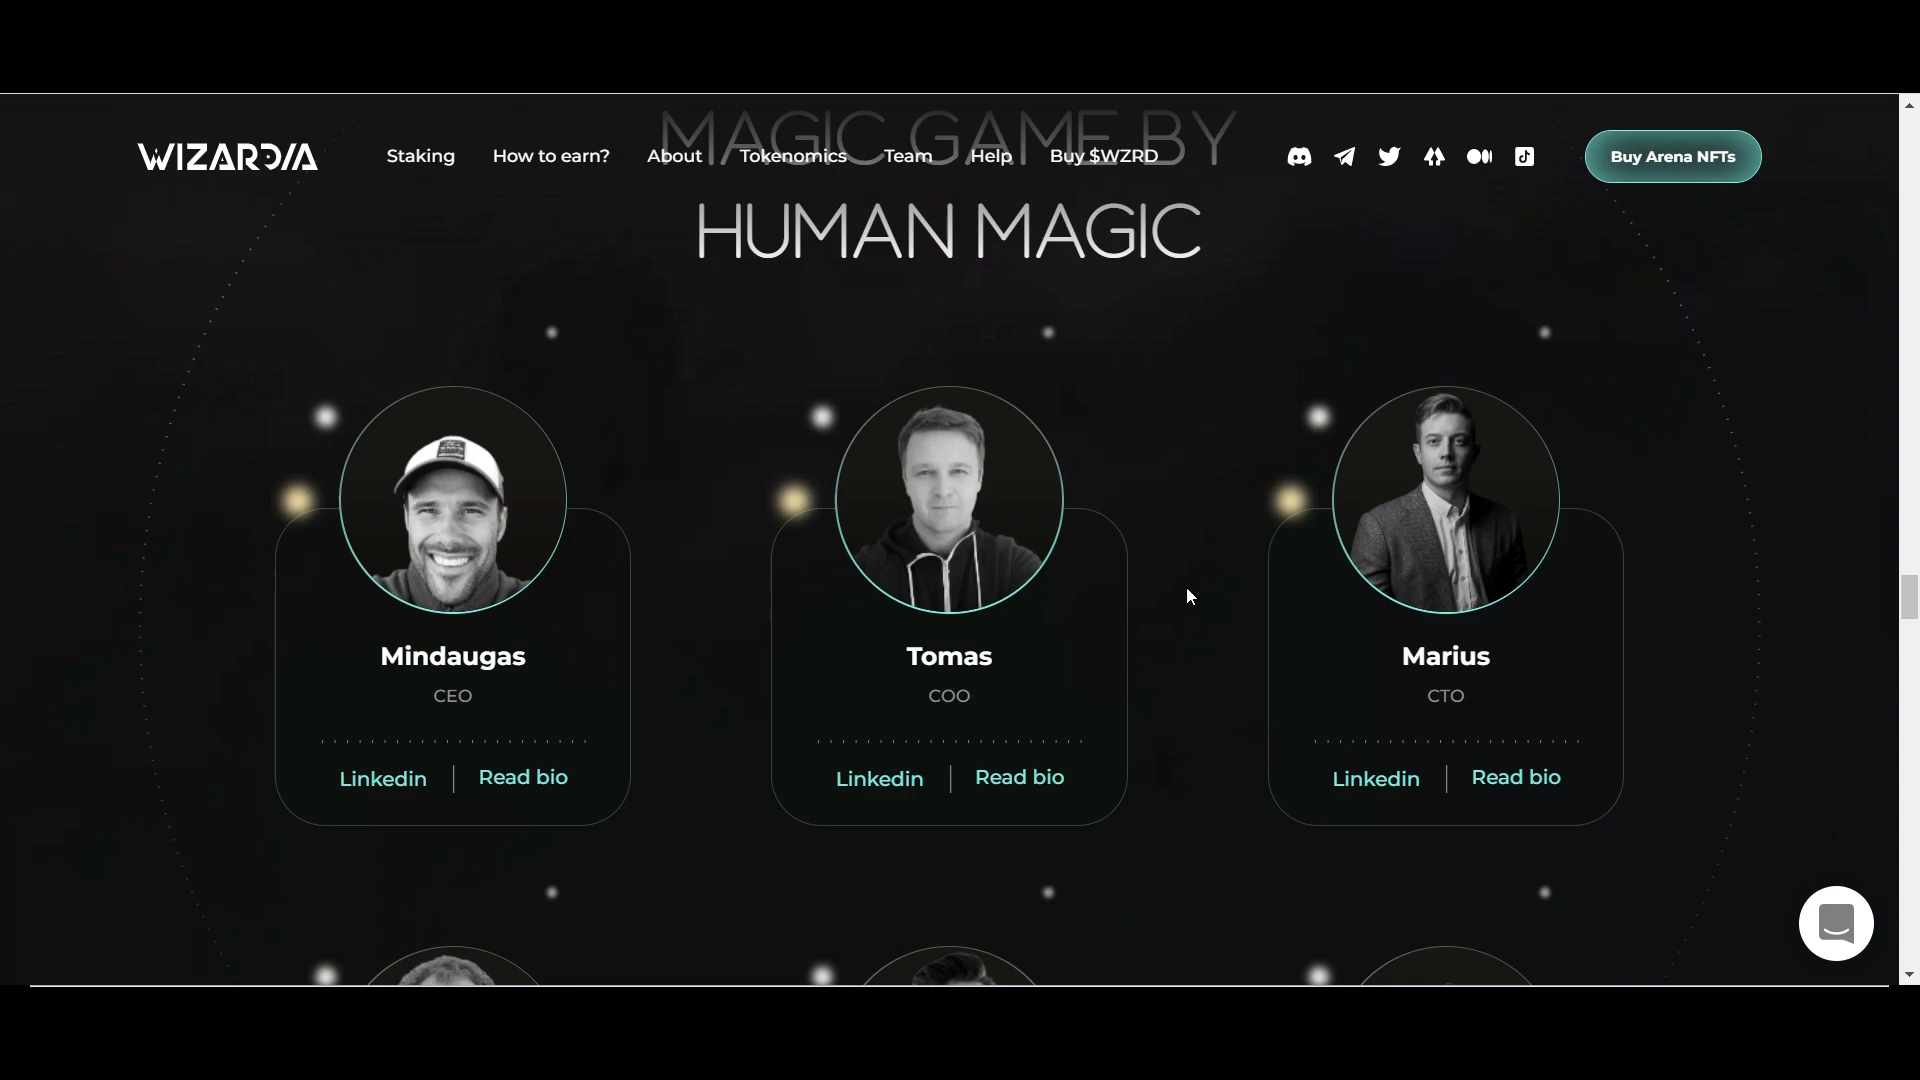 MAGIC GAME BY
WIZARDIA Staking How to earn? About Tokenomics Team Help Buy $WZRD Buy Arena NFTs
HUMAN MAGIC
Mindaugas Tomas Marius
CEO COO CTO
Linkedin Read bio Linkedin Read bio Linkedin Read bio